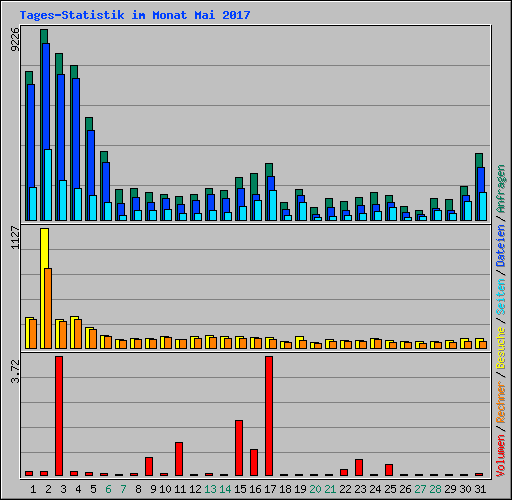 Tages-Statistik im Monat Mai 2017
9226
1127
3.72
Volumen / Rechner / Besuche / Seiten / Dateien / Anfragen
1 2 3 4 5 6 7 8 9 10 11 12 13 14 15 16 17 18 19 20 21 22 23 24 25 26 27 28 29 30 31